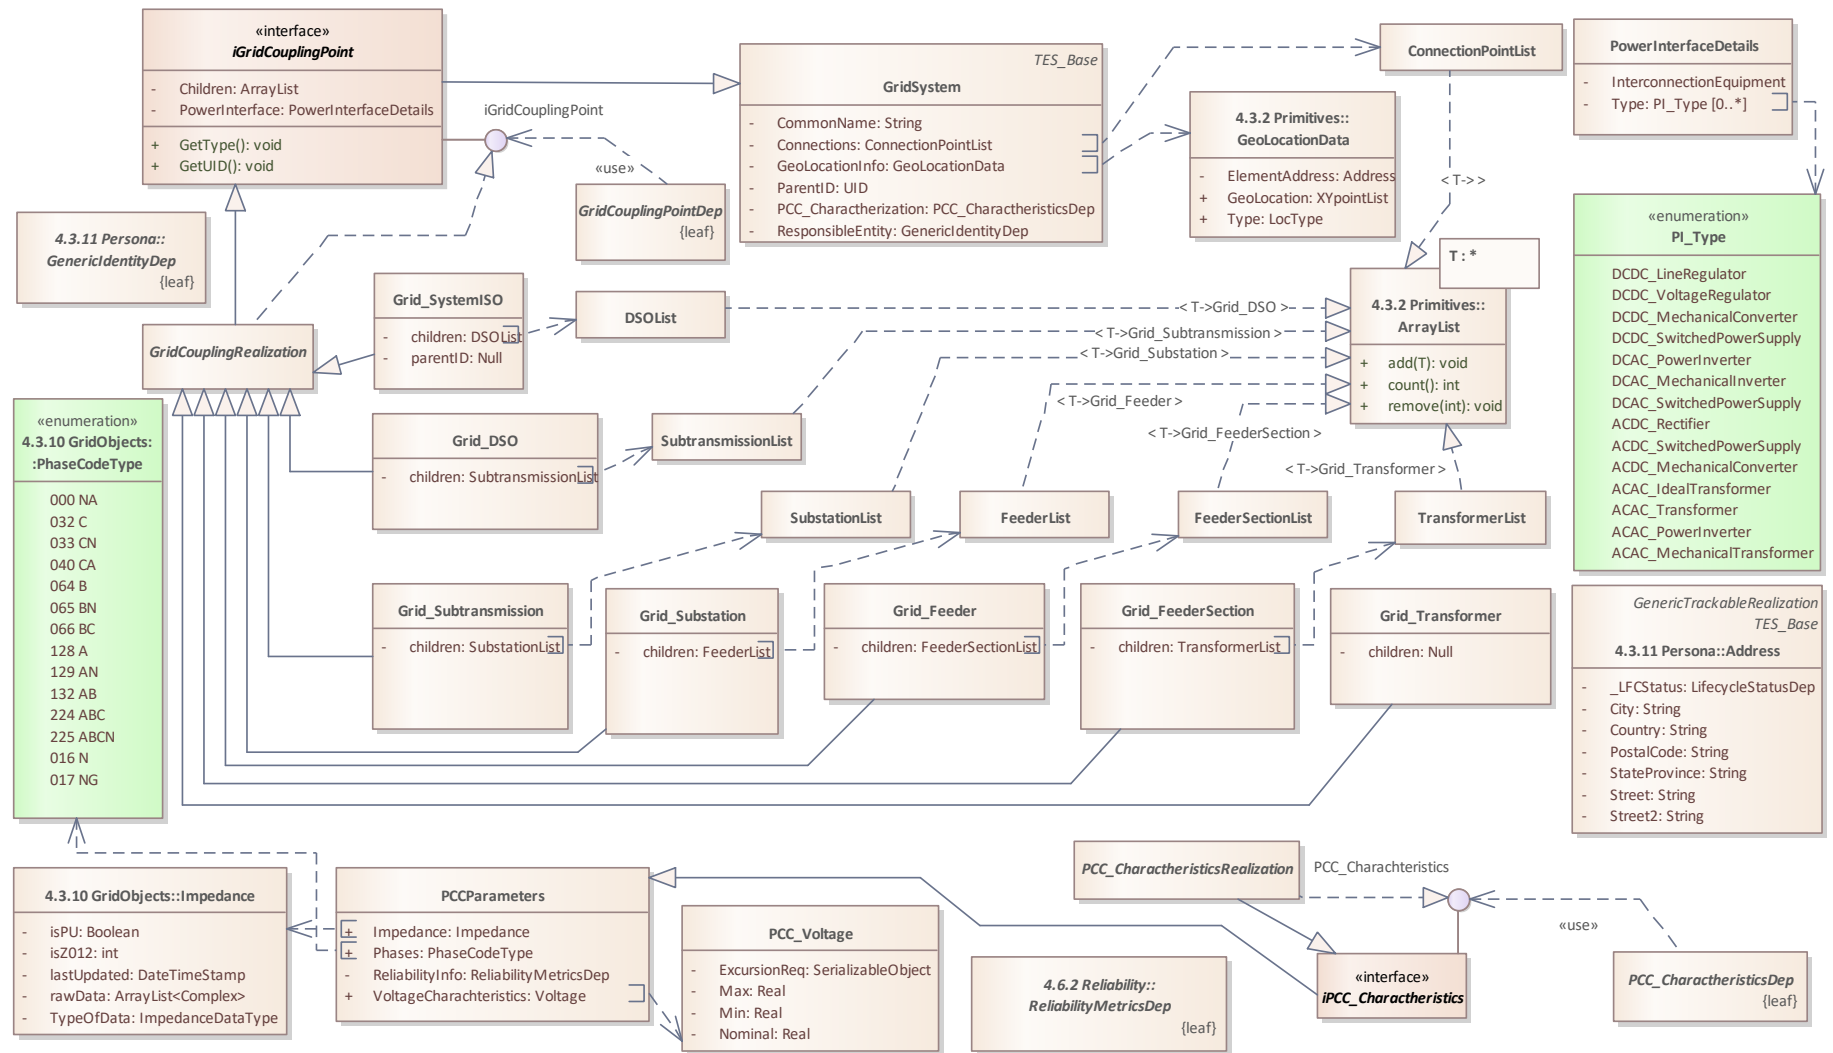 «interface»
iGridCouplingPoint
- Children: ArrayList
- PowerInterface: PowerInterfaceDetails
+ GetType(): void
+ GetUID(): void
iGridCouplingPoint
«use»
GridCouplingPointDep
{leaf}
4.3.11 Persona::
GenericIdentityDep
{leaf}
TES_Base
GridSystem
- CommonName: String
- Connections: ConnectionPointList
- GeoLocationInfo: GeoLocationData
- ParentID: UID
- PCC_Charactherization: PCC_CharactheristicsDep
- ResponsibleEntity: GenericIdentityDep
ConnectionPointList
4.3.2 Primitives::
GeoLocationData
- ElementAddress: Address
+ GeoLocation: XYpointList
+ Type: LocType
< T-> >
PowerInterfaceDetails
- InterconnectionEquipment
- Type: PI_Type [0..*]
«enumeration»
PI_Type
DCDC_LineRegulator
DCDC_VoltageRegulator
DCDC_MechanicalConverter
DCDC_SwitchedPowerSupply
DCAC_PowerInverter
DCAC_MechanicalInverter
DCAC_SwitchedPowerSupply
ACDC_Rectifier
ACDC_SwitchedPowerSupply
ACDC_MechanicalConverter
ACAC_IdealTransformer
ACAC_Transformer
ACAC_PowerInverter
ACAC_MechanicalTransformer
T : *
4.3.2 Primitives::
ArrayList
+ add(T): void
+ count(): int
+ remove(int): void
GridCouplingRealization
Grid_SystemISO
- children: DSOList
- parentID: Null
DSOList
< T->Grid_DSO >
< T->Grid_Subtransmission >
< T->Grid_Substation >
< T->Grid_Feeder >
< T->Grid_FeederSection >
< T->Grid_Transformer >
«enumeration»
4.3.10 GridObjects:
:PhaseCodeType
000 NA
032 C
033 CN
040 CA
064 B
065 BN
066 BC
128 A
129 AN
132 AB
224 ABC
225 ABCN
016 N
017 NG
Grid_DSO
- children: SubtransmissionList
SubtransmissionList
SubstationList
FeederList
FeederSectionList
TransformerList
Grid_Subtransmission
- children: SubstationList
Grid_Substation
- children: FeederList
Grid_Feeder
- children: FeederSectionList
Grid_FeederSection
- children: TransformerList
Grid_Transformer
- children: Null
GenericTrackableRealization
TES_Base
4.3.11 Persona::Address
- _LFCStatus: LifecycleStatusDep
- City: String
- Country: String
- PostalCode: String
- StateProvince: String
- Street: String
- Street2: String
4.3.10 GridObjects::Impedance
- isPU: Boolean
- isZ012: int
- lastUpdated: DateTimeStamp
- rawData: ArrayList<Complex>
- TypeOfData: ImpedanceDataType
PCCParameters
+ Impedance: Impedance
+ Phases: PhaseCodeType
- ReliabilityInfo: ReliabilityMetricsDep
+ VoltageCharachteristics: Voltage
PCC_Voltage
- ExcursionReq: SerializableObject
- Max: Real
- Min: Real
- Nominal: Real
4.6.2 Reliability::
ReliabilityMetricsDep
{leaf}
PCC_CharactheristicsRealization
PCC_Charachteristics
«use»
«interface»
iPCC_Charactheristics
PCC_CharactheristicsDep
{leaf}